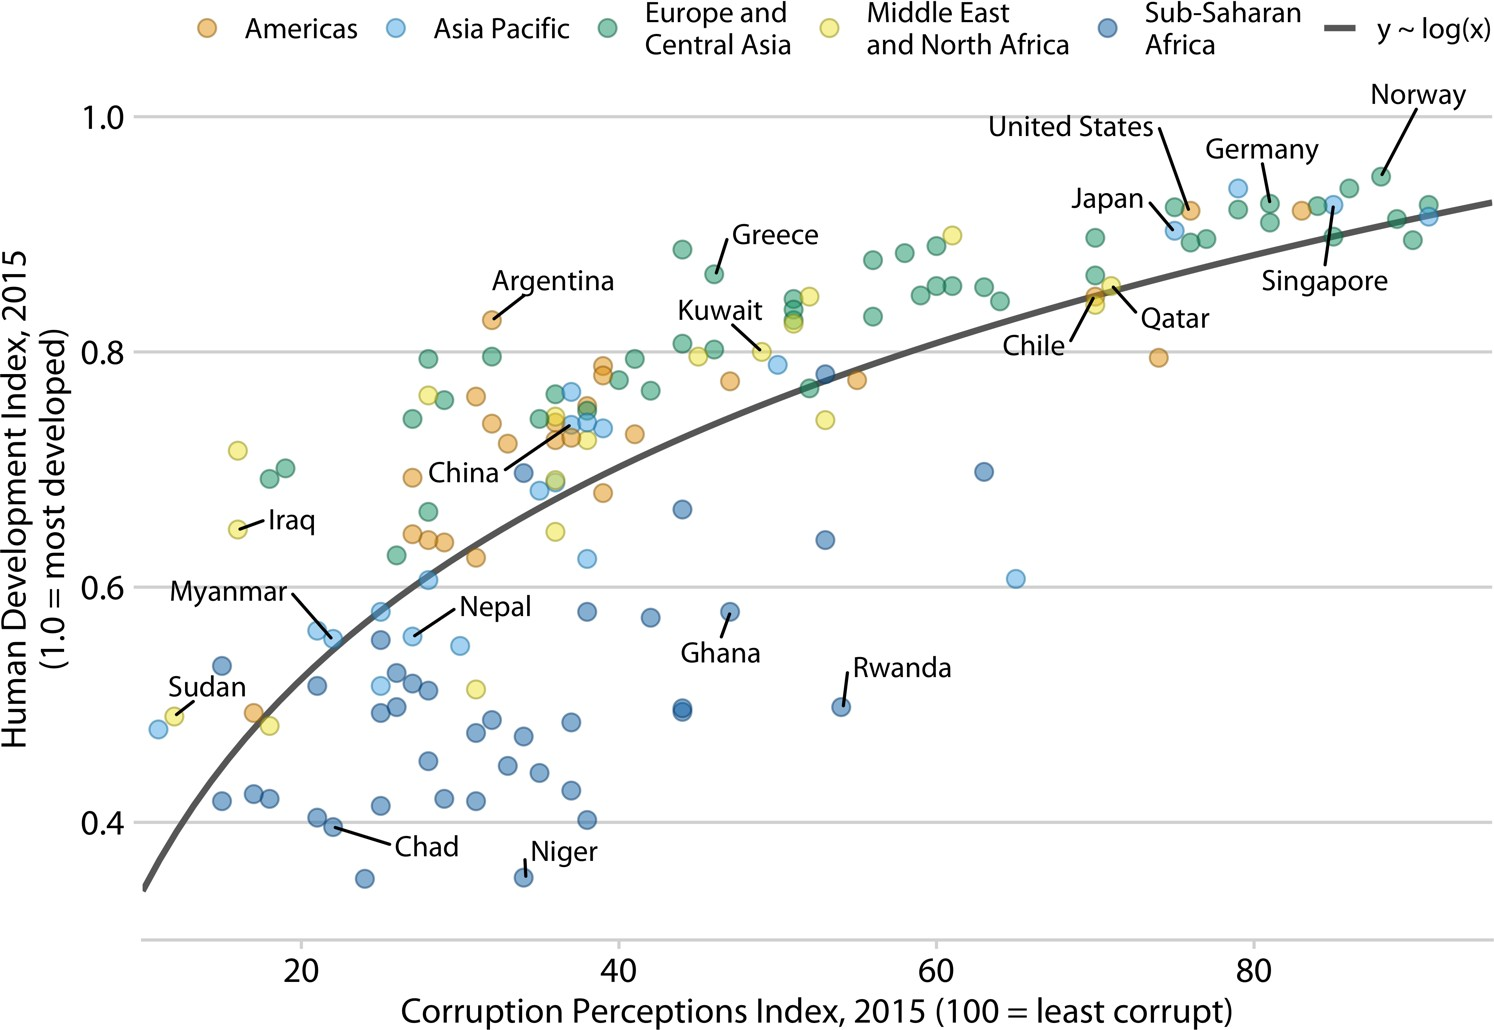 Americas
Asia Pacific
Europe and
Central Asia
Middle East
and North Africa
Sub-Saharan
Africa
y ~ log(x)
Human Development Index, 2015
(1.0 = most developed)
1.0
0.8
0.6
0.4
Norway
United States
Germany
Japan
Greece
Argentina
Singapore
Kuwait
Qatar
Chile
China
Iraq
Myanmar
Nepal
Ghana
Rwanda
Sudan
Chad
Niger
20
40
60
80
Corruption Perceptions Index, 2015 (100 = least corrupt)